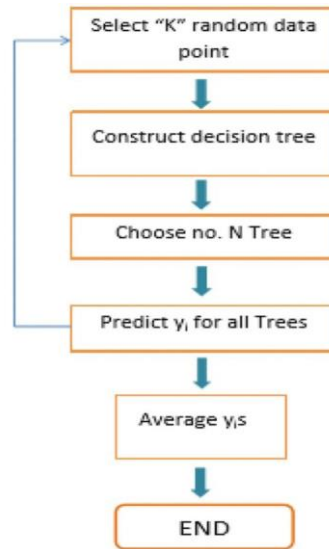 Select “K” random data
point
Construct decision tree
Choose no. N Tree
Predict yᵢ for all Trees
Average yᵢs
END